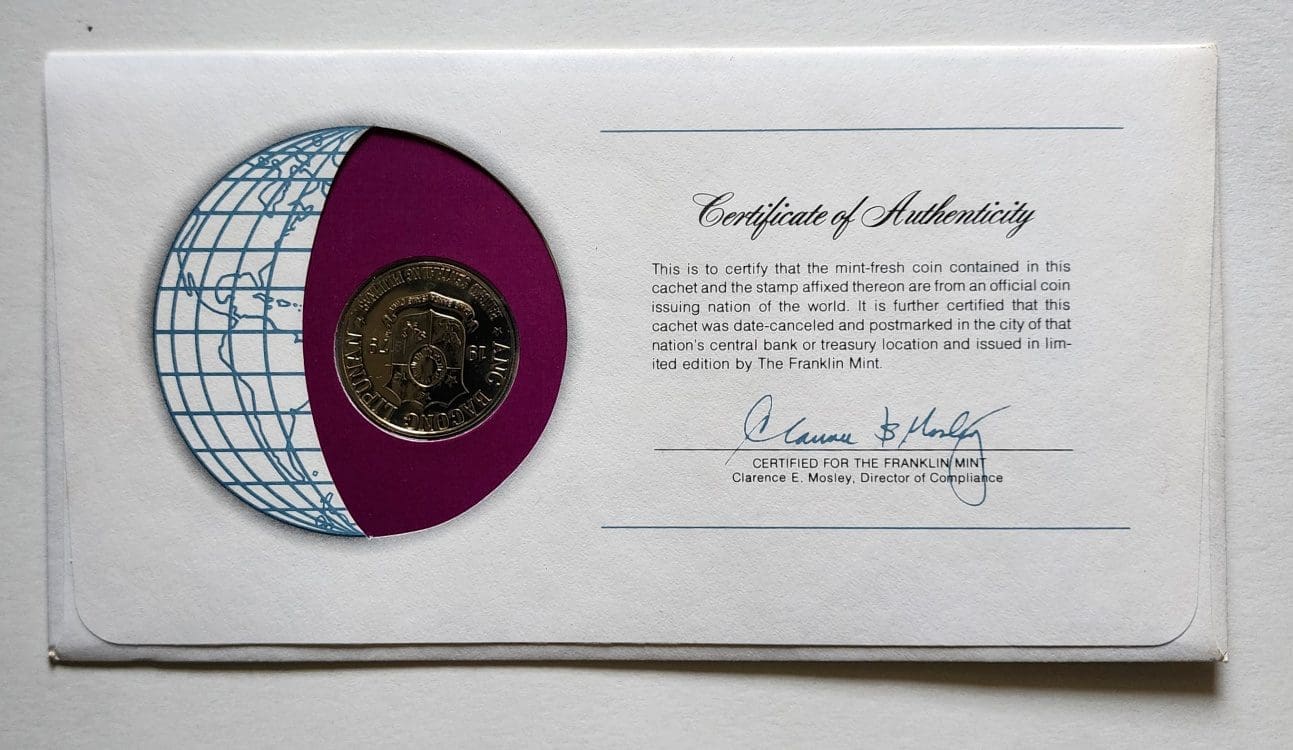 ANG BAGONG LIPUNAN
19
Certificate of Authenticity
This is to certify that the mint-fresh coin contained in this
cachet and the stamp affixed thereon are from an official coin
issuing nation of the world. It is further certified that this
cachet was date-canceled and postmarked in the city of that
nation's central bank or treasury location and issued in lim-
ited edition by The Franklin Mint.
CERTIFIED FOR THE FRANKLIN MINT
Clarence E. Mosley, Director of Compliance